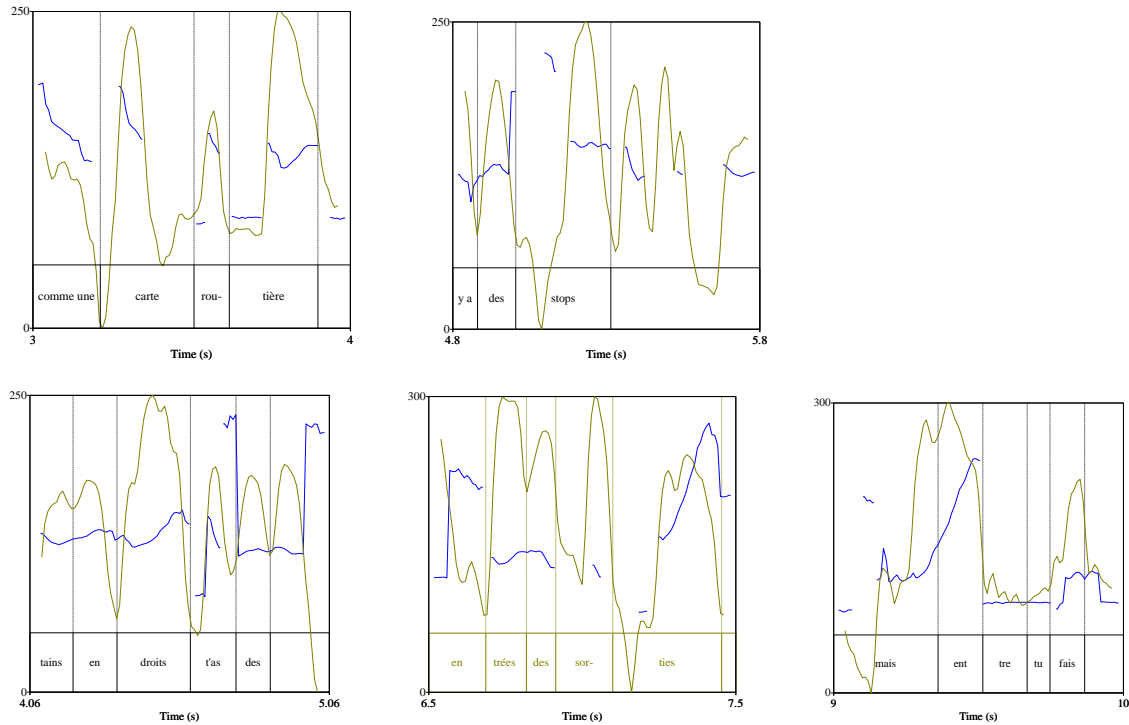 250
0
comme une carte rou- tière
3 4
Time (s)
250
0
y a des stops
4.8 5.8
Time (s)
250
0
tains en droits t'as des
4.06 5.06
Time (s)
300
0
en trées des sor- ties
6.5 7.5
Time (s)
300
0
mais ent tre tu fais
9 10
Time (s)